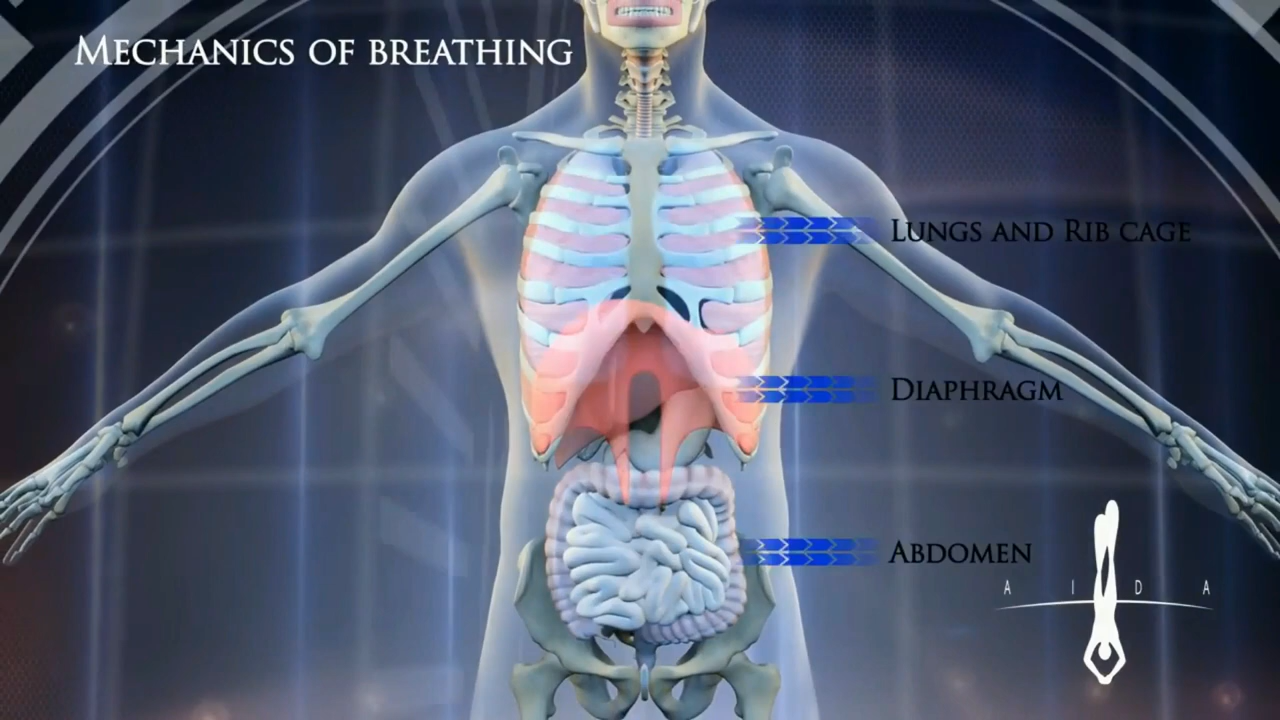 Mechanics of breathing
Lungs and Rib cage
Diaphragm
Abdomen
A I D A